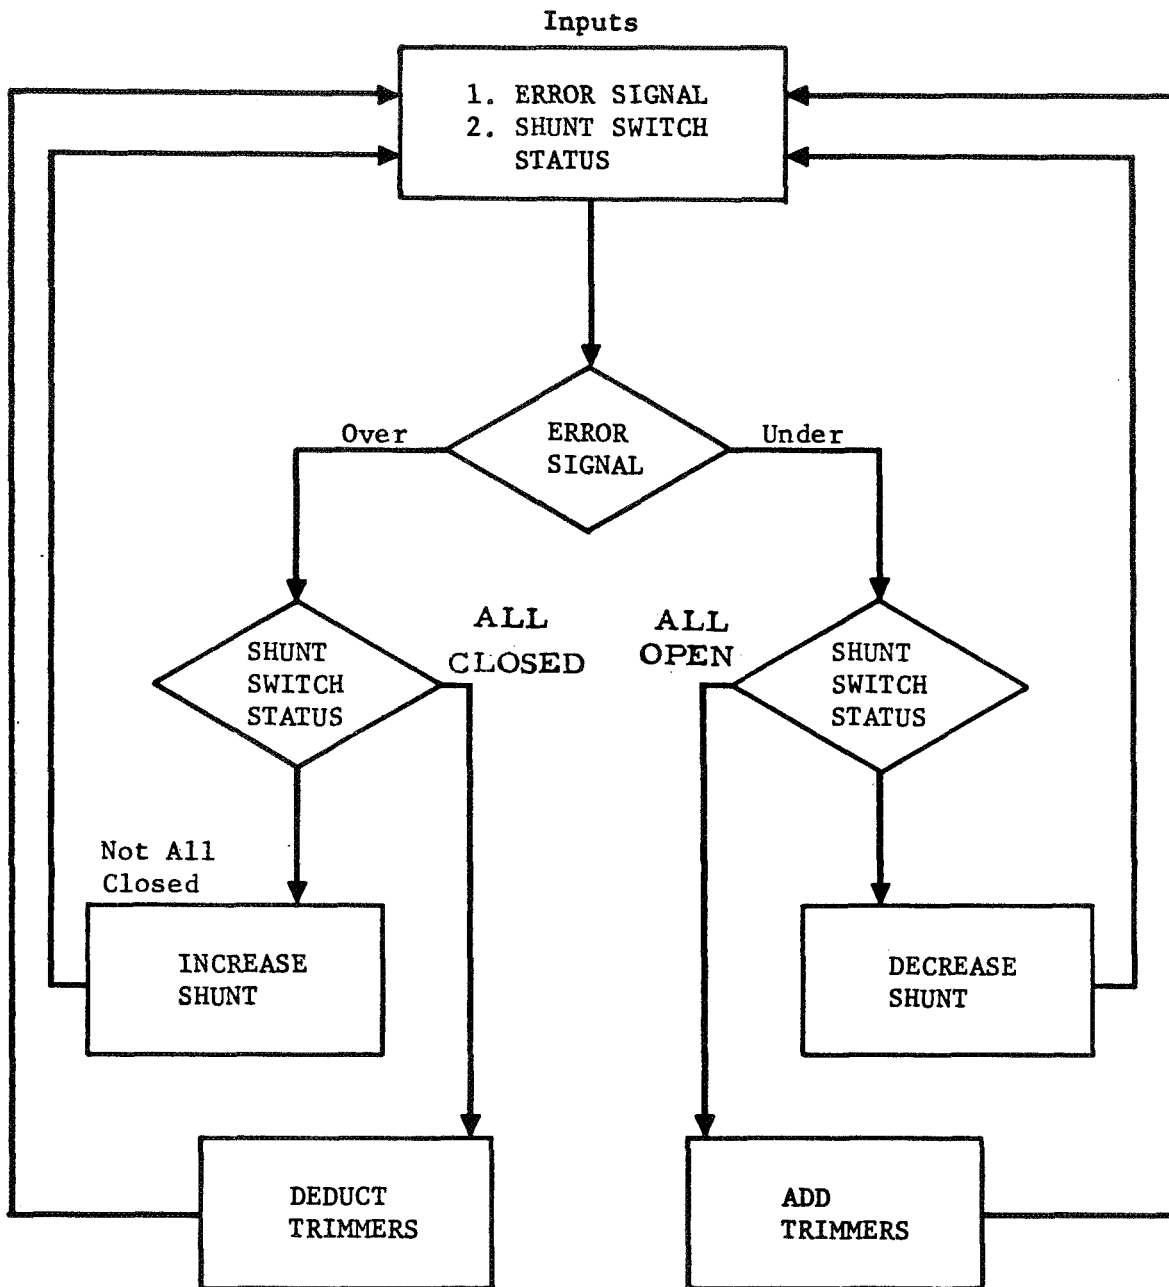 Inputs
1. ERROR SIGNAL
2. SHUNT SWITCH
STATUS
Over
ERROR
SIGNAL
Under
SHUNT
SWITCH
STATUS
ALL
CLOSED
ALL
OPEN
SHUNT
SWITCH
STATUS
Not All
Closed
INCREASE
SHUNT
DECREASE
SHUNT
DEDUCT
TRIMMERS
ADD
TRIMMERS